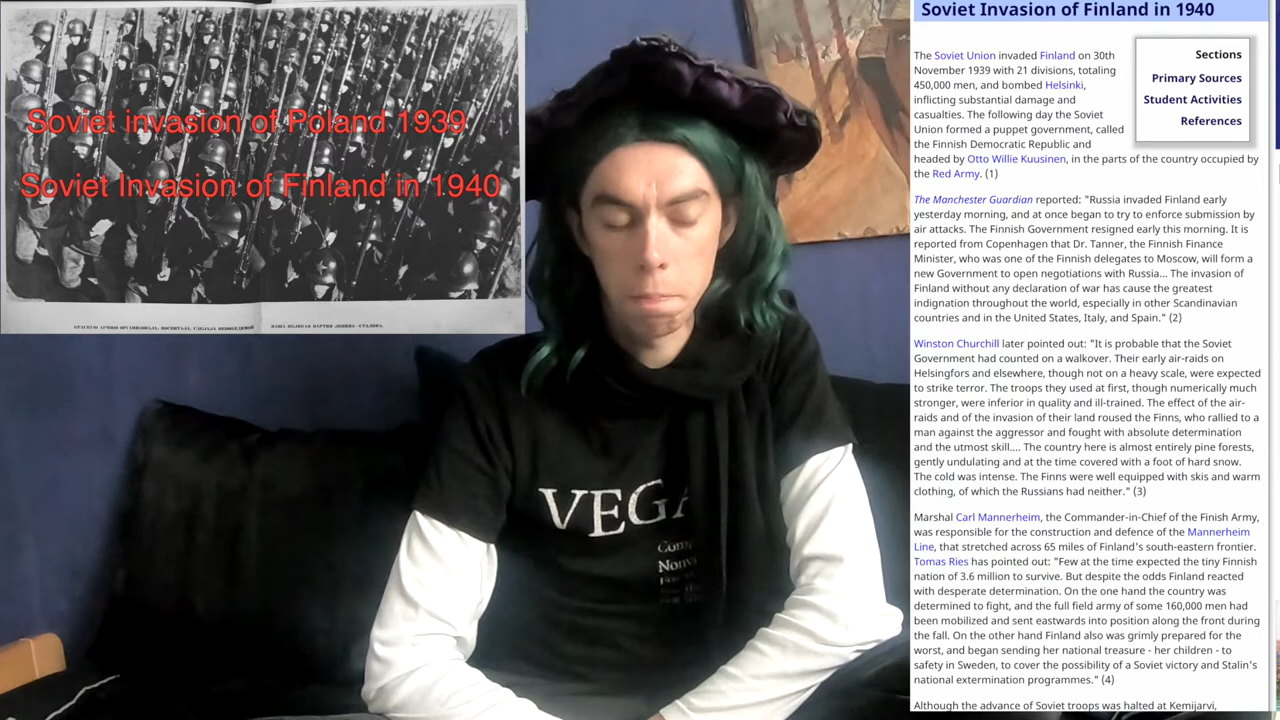 Soviet invasion of Poland 1939
Soviet Invasion of Finland in 1940
VEGA
Soviet Invasion of Finland in 1940
Sections
Primary Sources
Student Activities
References
The Soviet Union invaded Finland on 30th
November 1939 with 21 divisions, totaling
450,000 men, and bombed Helsinki,
inflicting substantial damage and
casualties. The following day the Soviet
Union formed a puppet government, called
the Finnish Democratic Republic and
headed by Otto Willie Kuusinen, in the parts of the country occupied by
the Red Army. (1)
The Manchester Guardian reported: "Russia invaded Finland early
yesterday morning, and at once began to try to enforce submission by
air attacks. The Finnish Government resigned early this morning. It is
reported from Copenhagen that Dr. Tanner, the Finnish Finance
Minister, who was one of the Finnish delegates to Moscow, will form a
new Government to open negotiations with Russia... The invasion of
Finland without any declaration of war has cause the greatest
indignation throughout the world, especially in other Scandinavian
countries and in the United States, Italy, and Spain." (2)
Winston Churchill later pointed out: "It is probable that the Soviet
Government had counted on a walkover. Their early air-raids on
Helsingfors and elsewhere, though not on a heavy scale, were expected
to strike terror. The troops they used at first, though numerically much
stronger, were inferior in quality and ill-trained. The effect of the air-
raids and of the invasion of their land roused the Finns, who rallied to a
man against the aggressor and fought with absolute determination
and the utmost skill.... The country here is almost entirely pine forests,
gently undulating and at the time covered with a foot of hard snow.
The cold was intense. The Finns were well equipped with skis and warm
clothing, of which the Russians had neither." (3)
Marshal Carl Mannerheim, the Commander-in-Chief of the Finish Army,
was responsible for the construction and defence of the Mannerheim
Line, that stretched across 65 miles of Finland's south-eastern frontier.
Tomas Ries has pointed out: "Few at the time expected the tiny Finnish
nation of 3.6 million to survive. But despite the odds Finland reacted
with desperate determination. On the one hand the country was
determined to fight, and the full field army of some 160,000 men had
been mobilized and sent eastwards into position along the front during
the fall. On the other hand Finland also was grimly prepared for the
worst, and began sending her national treasure - her children - to
safety in Sweden, to cover the possibility of a Soviet victory and Stalin's
national extermination programmes." (4)
Although the advance of Soviet troops was halted at Kemijarvi,